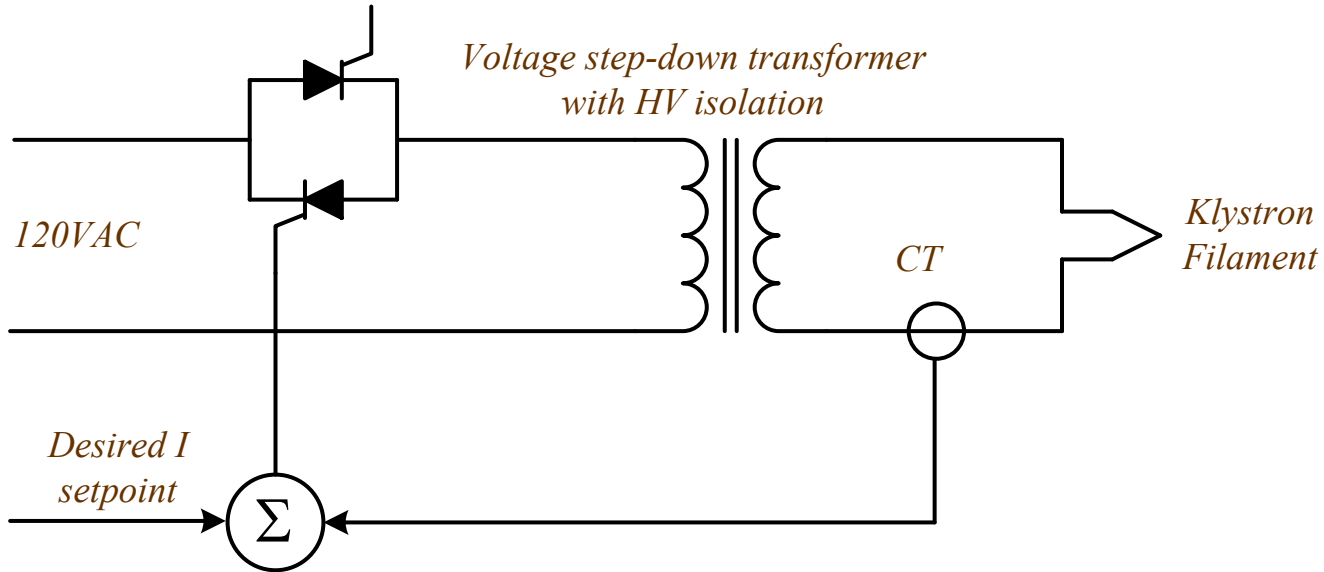 Voltage step-down transformer
with HV isolation
120VAC
CT
Klystron
Filament
Desired I
setpoint
Σ